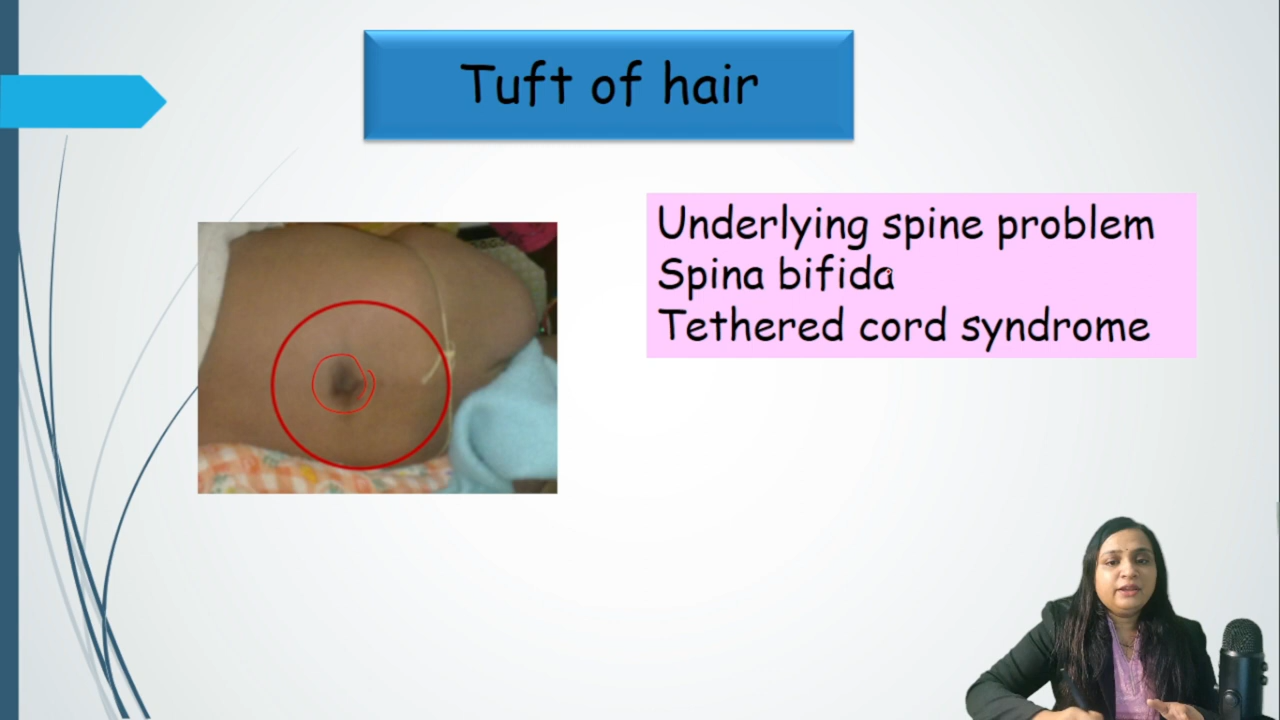 Tuft of hair
Underlying spine problem
Spina bifida
Tethered cord syndrome